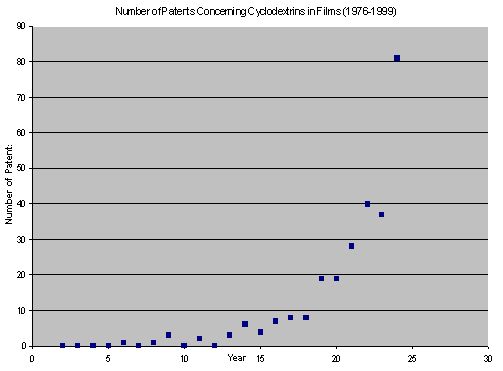 Number of Patents Concerning Cyclodextrins in Films (1976-1999)
90
80
70
60
50
40
30
20
10
0
Number of Patent:
0 5 10 15 20 25 30
Year